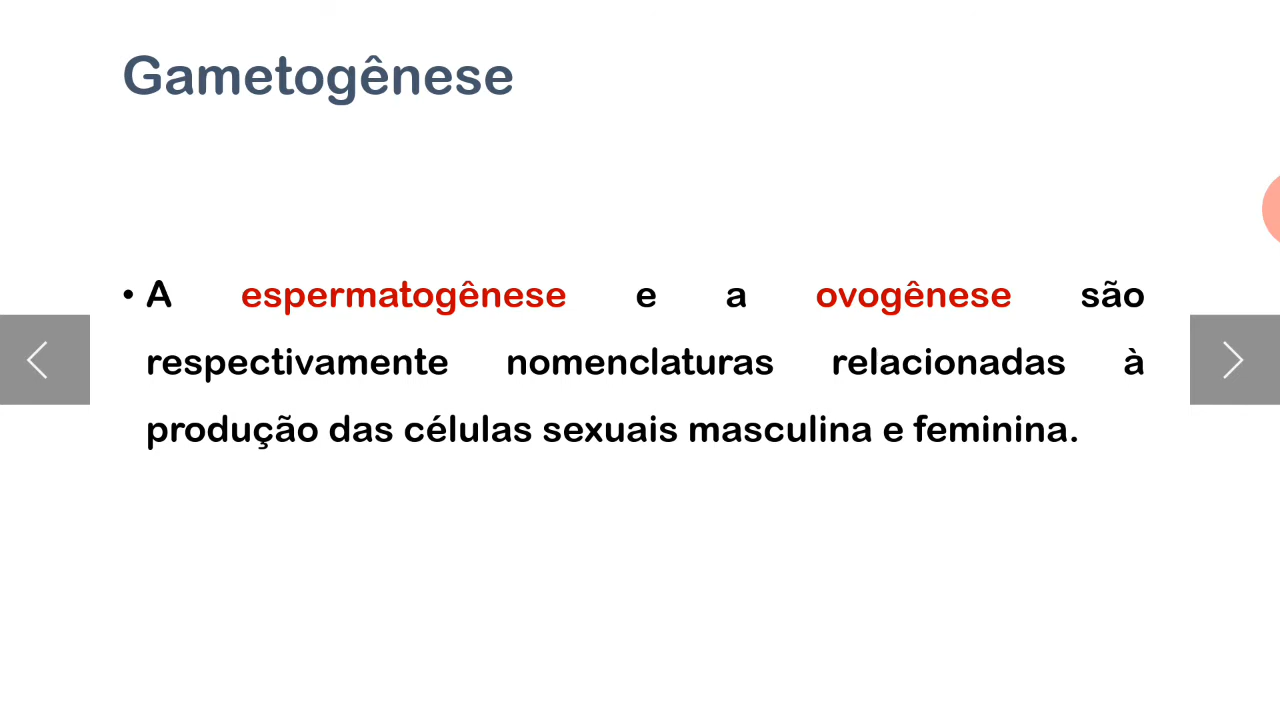 Gametogênese
• A espermatogênese e a ovogênese são
respectivamente nomenclaturas relacionadas à
produção das células sexuais masculina e feminina.